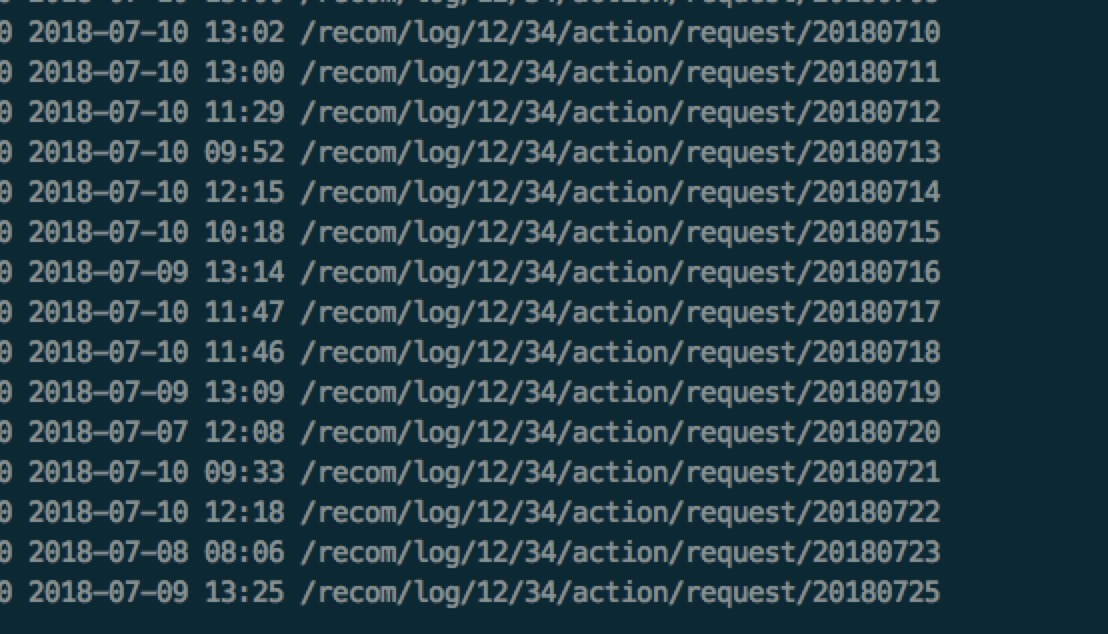 0 2018-07-10 13:02 /recom/log/12/34/action/request/20180710
0 2018-07-10 13:00 /recom/log/12/34/action/request/20180711
0 2018-07-10 11:29 /recom/log/12/34/action/request/20180712
0 2018-07-10 09:52 /recom/log/12/34/action/request/20180713
0 2018-07-10 12:15 /recom/log/12/34/action/request/20180714
0 2018-07-10 10:18 /recom/log/12/34/action/request/20180715
0 2018-07-09 13:14 /recom/log/12/34/action/request/20180716
0 2018-07-10 11:47 /recom/log/12/34/action/request/20180717
0 2018-07-10 11:46 /recom/log/12/34/action/request/20180718
0 2018-07-09 13:09 /recom/log/12/34/action/request/20180719
0 2018-07-07 12:08 /recom/log/12/34/action/request/20180720
0 2018-07-10 09:33 /recom/log/12/34/action/request/20180721
0 2018-07-10 12:18 /recom/log/12/34/action/request/20180722
0 2018-07-08 08:06 /recom/log/12/34/action/request/20180723
0 2018-07-09 13:25 /recom/log/12/34/action/request/20180725